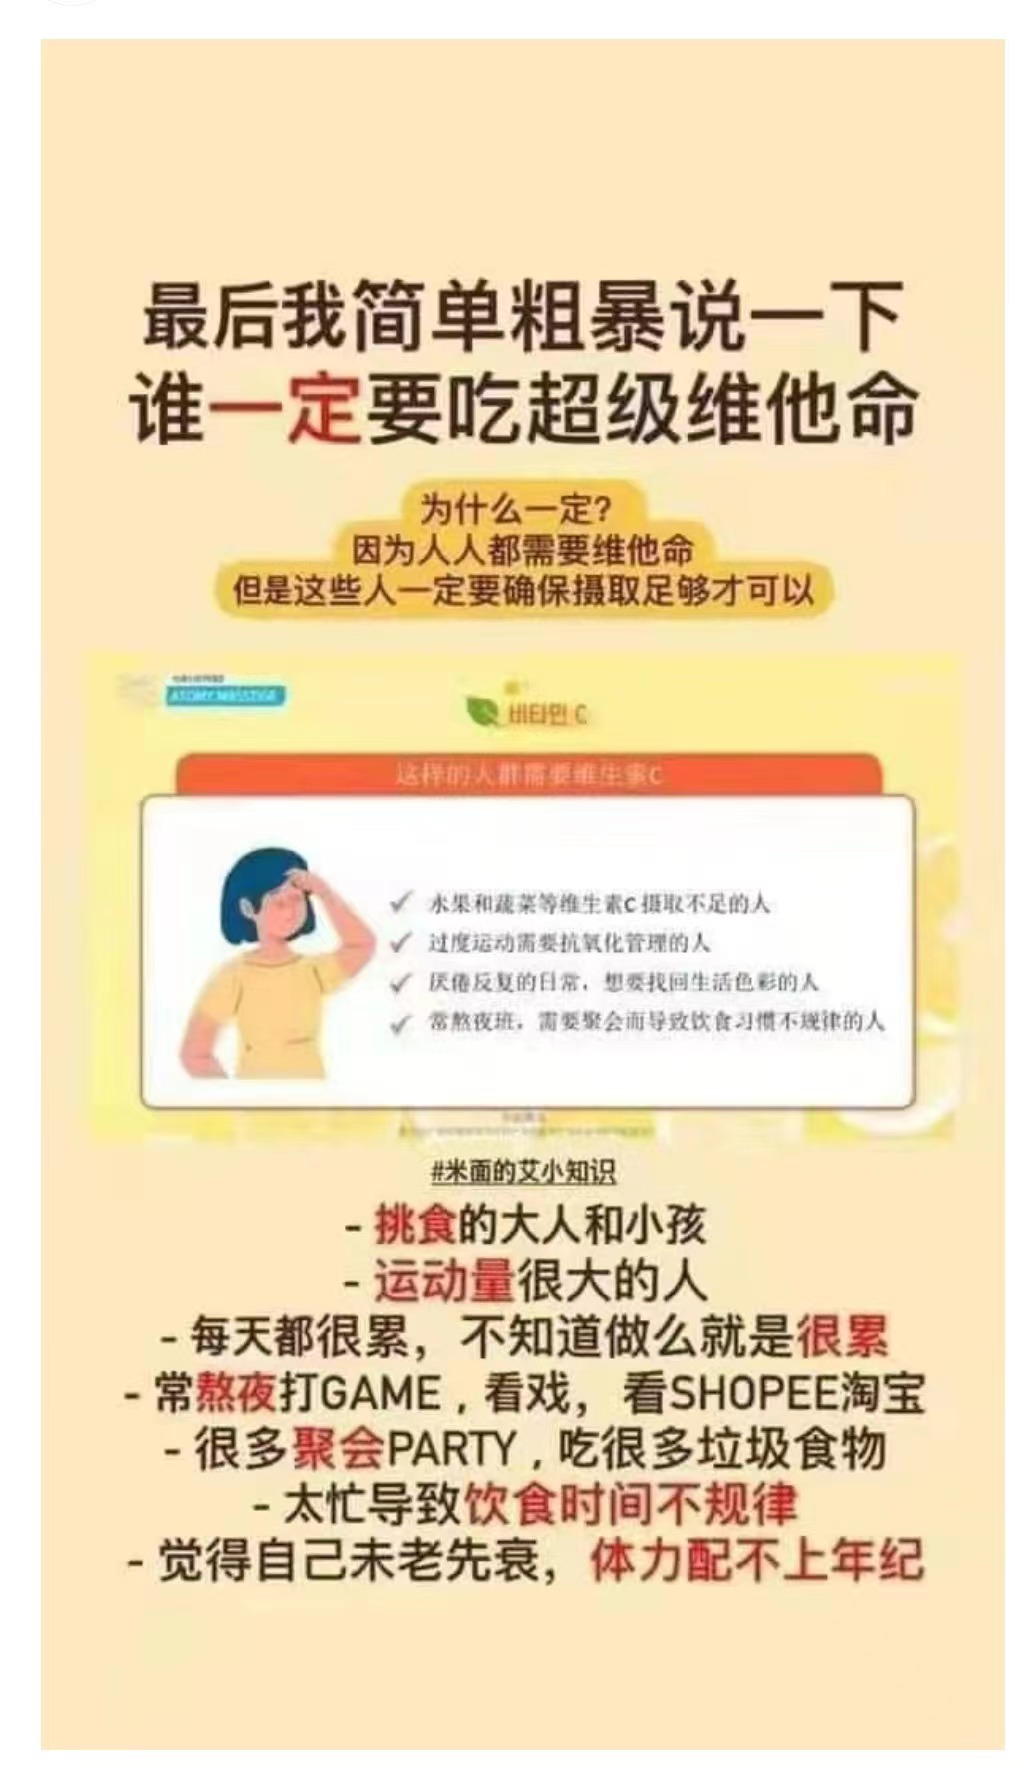 最后我简单粗暴说一下
谁一定要吃超级维他命
为什么一定?
因为人人都需要维他命
但是这些人一定要确保摄取足够才可以
비타민 C
这样的人群需要维生素C
水果和蔬菜等维生素C摄取不足的人
过度运动需要抗氧化管理的人
厌倦反复的日常，想要找回生活色彩的人
常熬夜班，需要聚会而导致饮食习惯不规律的人
#米面的艾小知识
- 挑食的大人和小孩
- 运动量很大的人
- 每天都很累，不知道做么就是很累
- 常熬夜打GAME , 看戏，看SHOPEE淘宝
- 很多聚会PARTY , 吃很多垃圾食物
- 太忙导致饮食时间不规律
- 觉得自己未老先衰，体力配不上年纪